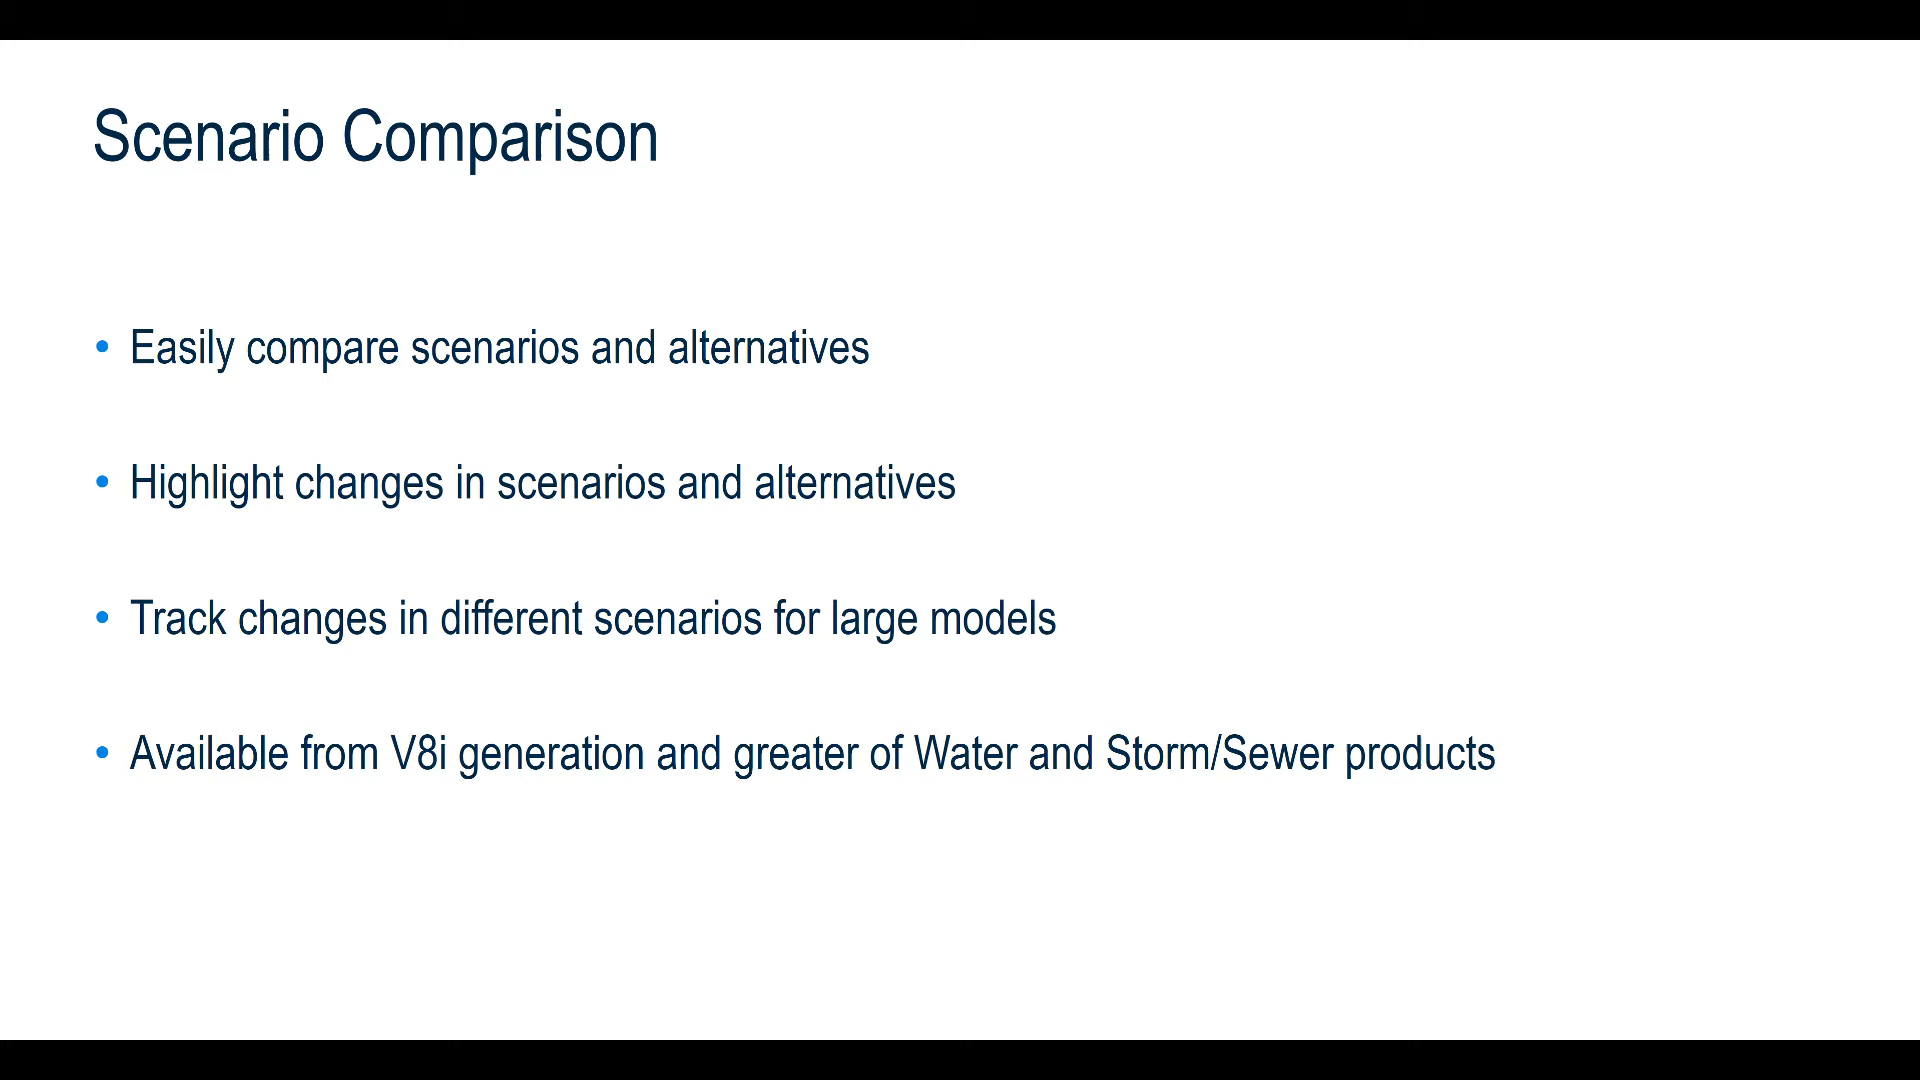 Scenario Comparison
• Easily compare scenarios and alternatives
• Highlight changes in scenarios and alternatives
• Track changes in different scenarios for large models
• Available from V8i generation and greater of Water and Storm/Sewer products